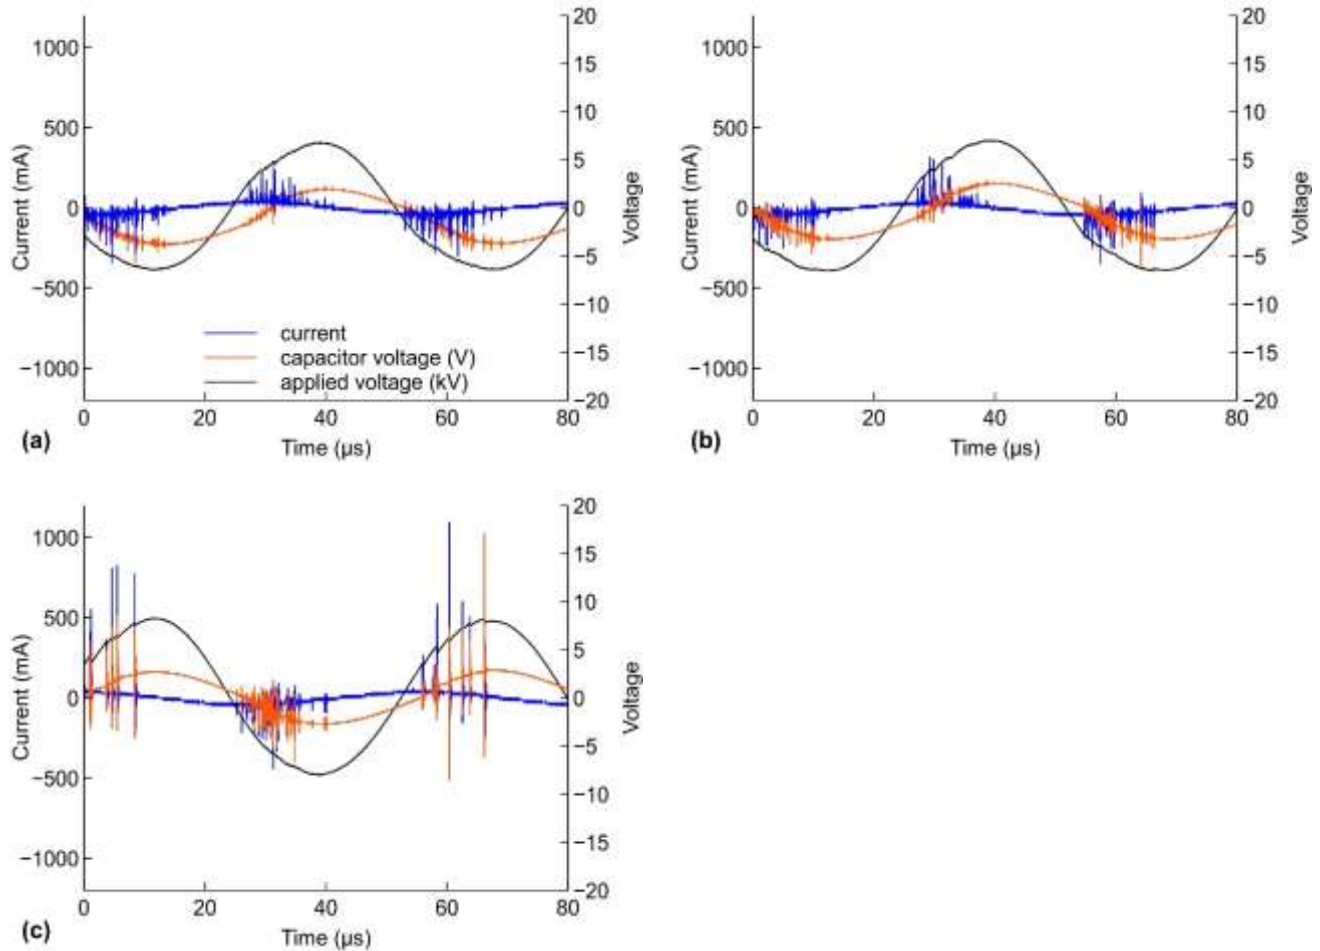 20
20
1000
15
1000
15
10
10
500
5
500
5
0
0
0
0
Current (mA)
Voltage
Current (mA)
Voltage
−5
−5
−500
−500
−10
−10
current
capacitor voltage (V)
applied voltage (kV)
−1000
−15
−1000
−15
−20
−20
0 20 40 60 80
0 20 40 60 80
(a)
Time (µs)
(b)
Time (µs)
20
1000
15
10
500
5
0
0
Current (mA)
Voltage
−5
−500
−10
−1000
−15
−20
0 20 40 60 80
(c)
Time (µs)